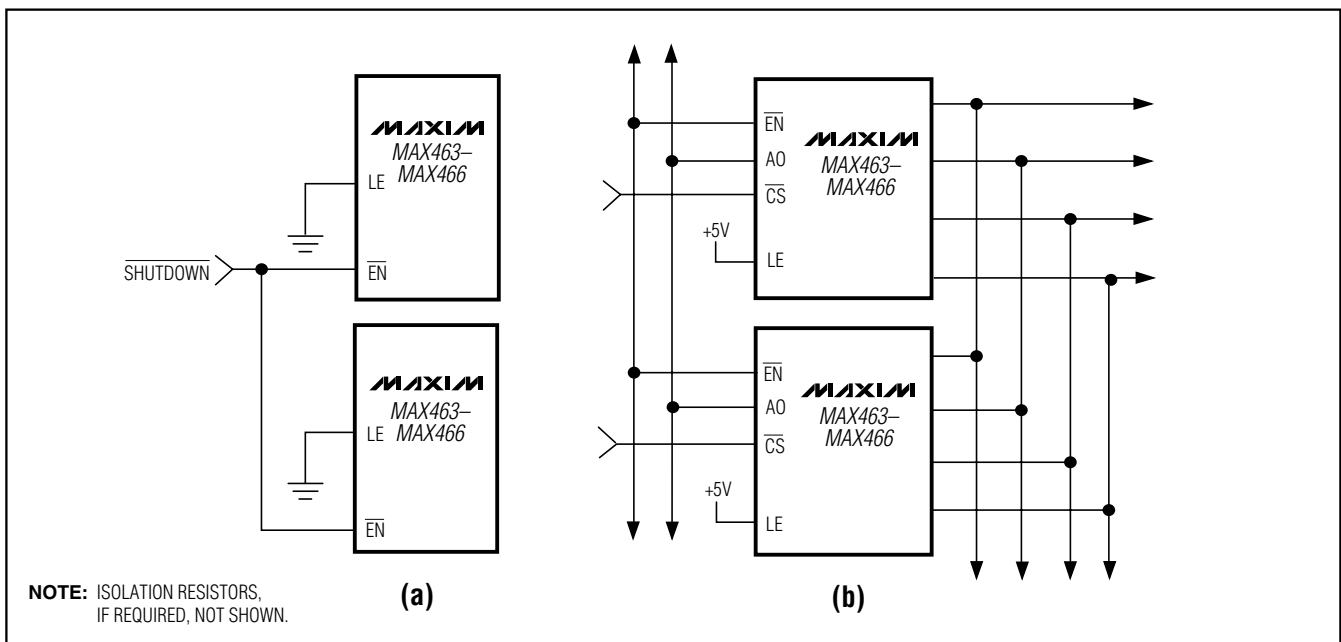 MAXIM
MAX463–
MAX466
LE
SHUTDOWN
EN
MAXIM
MAX463–
MAX466
LE
EN
NOTE: ISOLATION RESISTORS,
IF REQUIRED, NOT SHOWN.
(a)
EN
MAXIM
MAX463–
MAX466
AO
CS
+5V
LE
EN
MAXIM
MAX463–
MAX466
AO
CS
+5V
LE
(b)